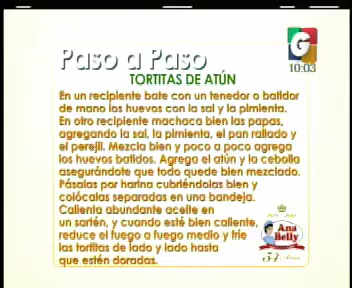 Paso a Paso
G
10:03
TORTITAS DE ATÚN
En un recipiente bate con un tenedor o batidor
de mano los huevos con la sal y la pimienta.
En otro recipiente machaca bien las papas,
agregando la sal, la pimienta, el pan rallado y
el perejil. Mezcla bien y poco a poco agrega
los huevos batidos. Agrega el atún y la cebolla
asegurándote que todo quede bien mezclado.
Pásalas por harina cubriéndolas bien y
colócalas separadas en una bandeja.
Calienta abundante aceite en
un sartén, y cuando esté bien caliente,
reduce el fuego a fuego medio y fríe
las tortitas de lado y lado hasta
que estén doradas.
Ana
Belly